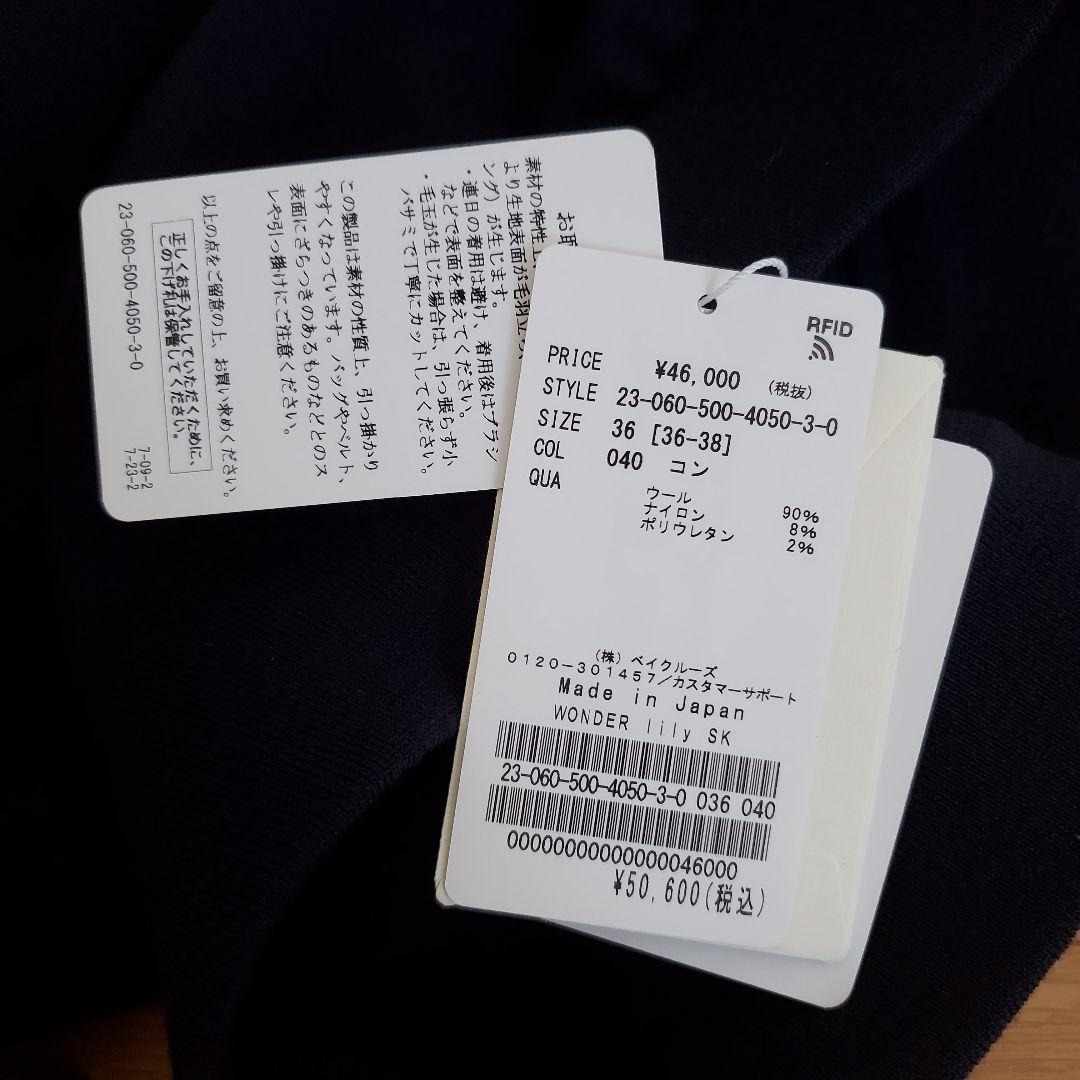 お取
素材の特性上
より生地表面が毛羽立ち
ング)が生じます。
・連日の着用は避け、着用後はブラシ
などで表面を整えてください。
・毛玉が生じた場合は、引っ張らず小
バサミで丁寧にカットしてください。
この製品は素材の性質上、引っ掛かり
やすくなっています。バッグやベルト、
表面にざらつきのあるものなどとのス
レや引っ掛けにご注意ください。
以上の点をご留意の上、お買い求めください。
正しくお手入れしていただくために、
この下げ札は保管してください。
23-060-500-4050-3-0
7-09-2
7-23-2
RFID
PRICE ¥46,000 (税抜)
STYLE 23-060-500-4050-3-0
SIZE 36 [36-38]
COL 040 コン
QUA
ウール 90%
ナイロン 8%
ポリウレタン 2%
(株)ベイクルーズ
0120-301457/カスタマーサポート
Made in Japan
WONDER lily SK
23-060-500-4050-3-0 036 040
00000000000000046000
¥50,600(税込)